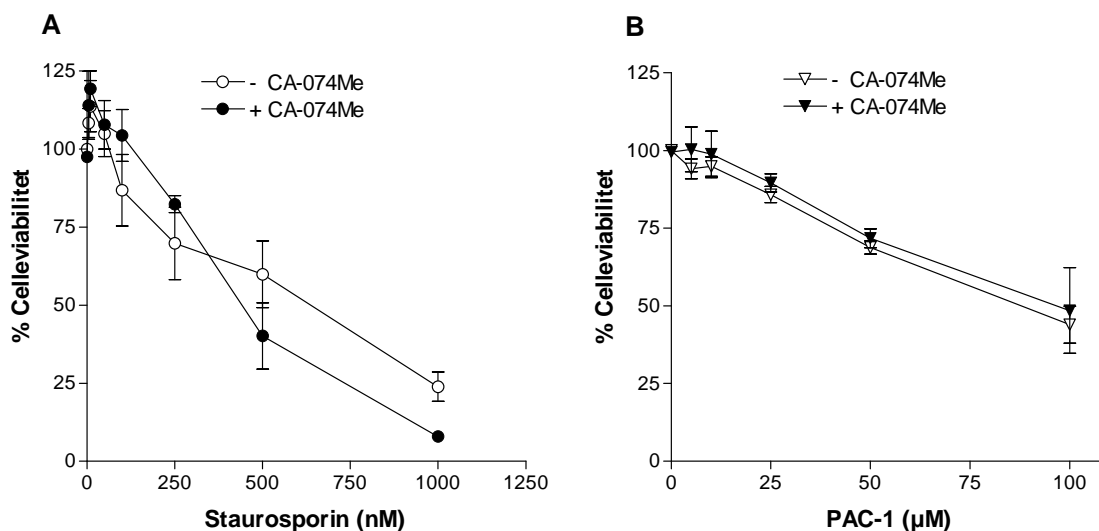 A
- CA-074Me
+ CA-074Me
125
100
75
50
25
0
% Celleviabilitet
0 250 500 750 1000 1250
Staurosporin (nM)
B
- CA-074Me
+ CA-074Me
125
100
75
50
25
0
% Celleviabilitet
0 25 50 75 100
PAC-1 (µM)